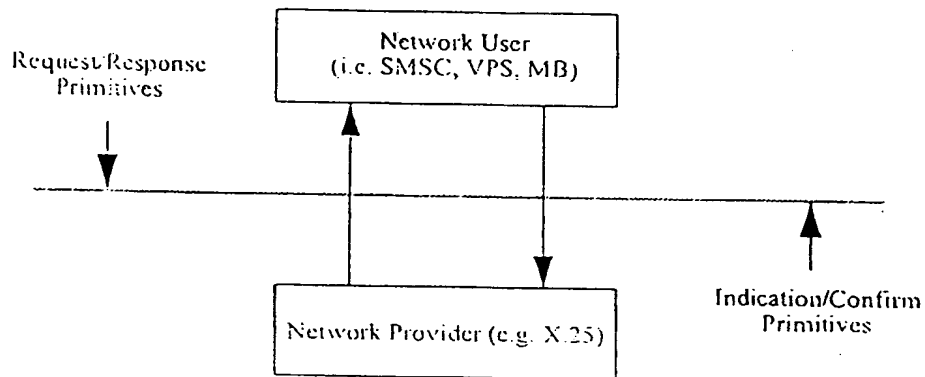 Network User
(i.e. SMSC, VPS, MB)
Request/Response
Primitives
Indication/Confirm
Primitives
Network Provider (e.g. X.25)